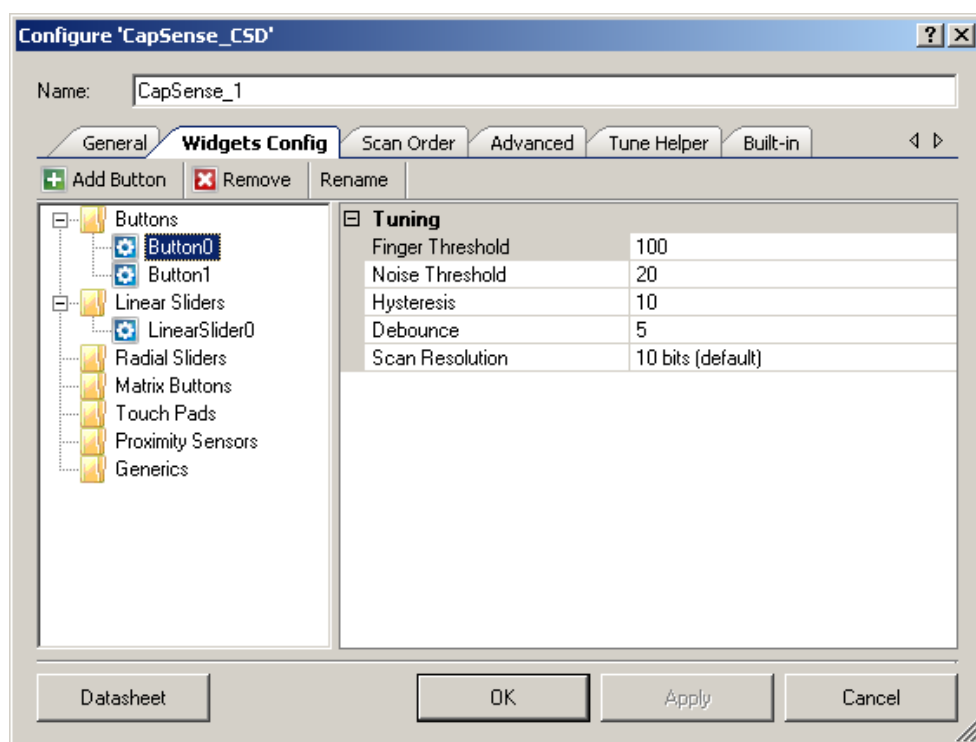 Configure 'CapSense_CSD'
Name: CapSense_1
General Widgets Config Scan Order Advanced Tune Helper Built-in
Add Button Remove Rename
Buttons
Button0
Button1
Linear Sliders
LinearSlider0
Radial Sliders
Matrix Buttons
Touch Pads
Proximity Sensors
Generics
Tuning
Finger Threshold 100
Noise Threshold 20
Hysteresis 10
Debounce 5
Scan Resolution 10 bits (default)
Datasheet OK Apply Cancel